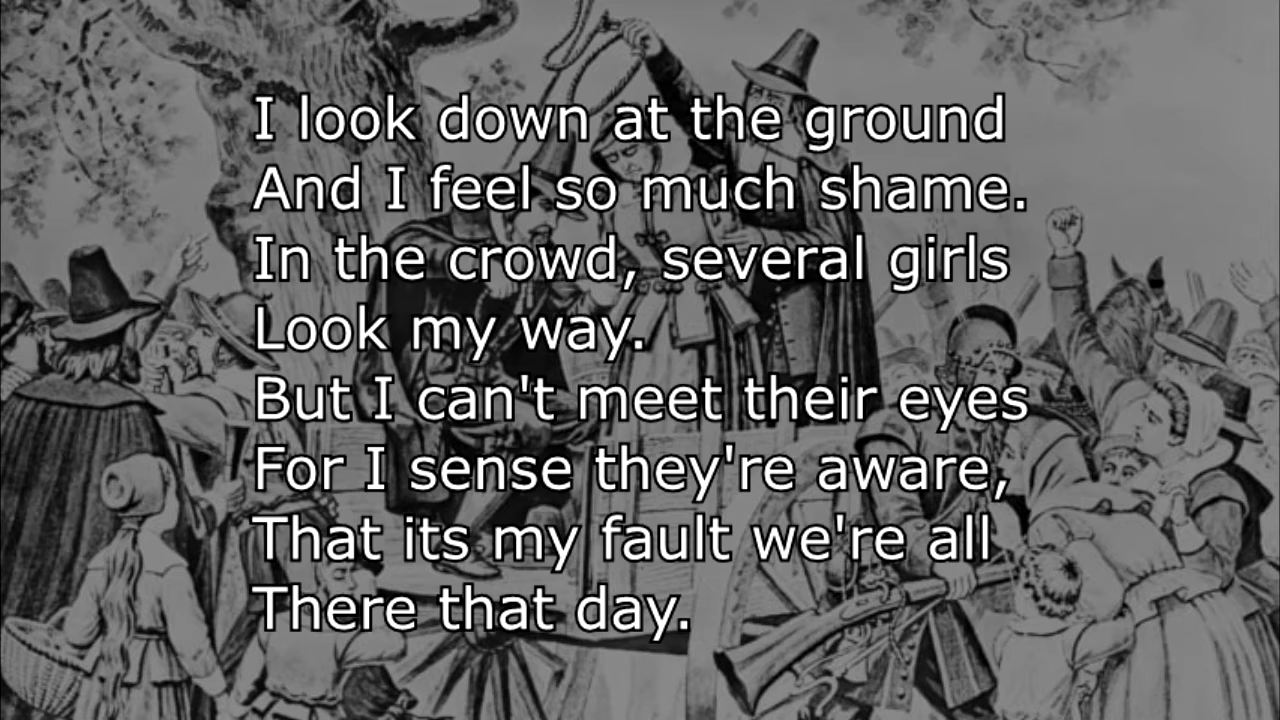 I look down at the ground
And I feel so much shame.
In the crowd, several girls
Look my way.
But I can't meet their eyes
For I sense they're aware,
That its my fault we're all
There that day.